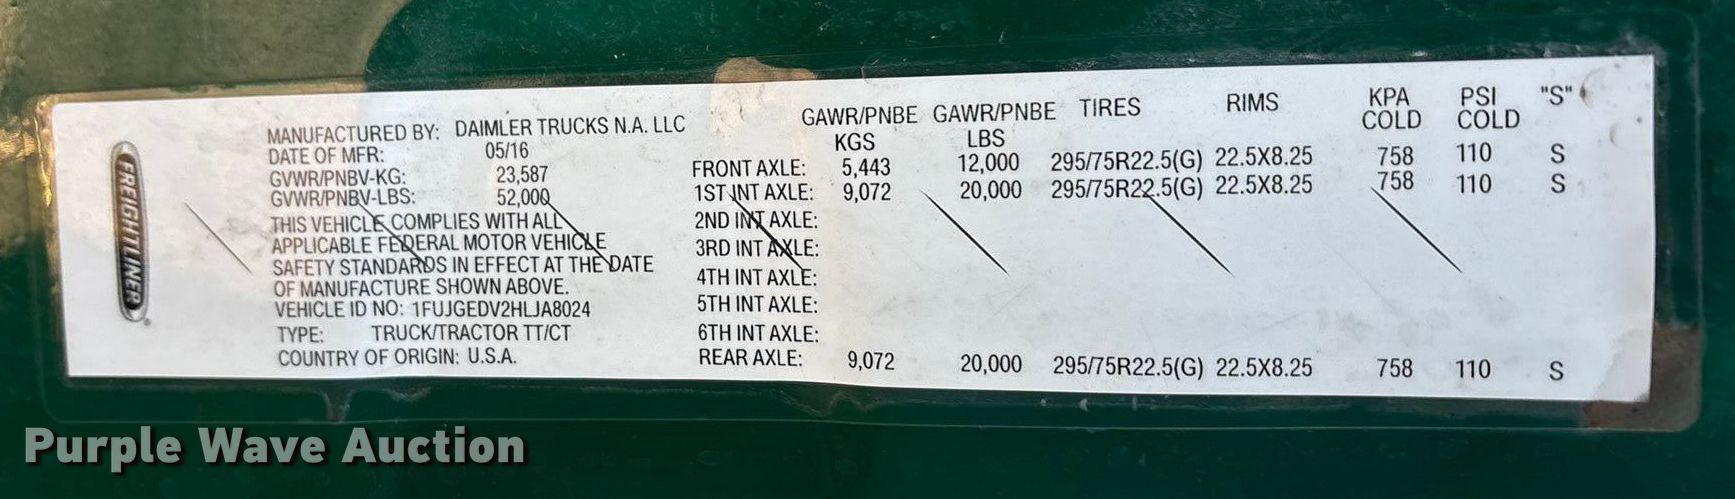 FREIGHTLINER
MANUFACTURED BY: DAIMLER TRUCKS N.A. LLC
DATE OF MFR: 05/16
GVWR/PNBV-KG: 23,587
GVWR/PNBV-LBS: 52,000
THIS VEHICLE COMPLIES WITH ALL
APPLICABLE FEDERAL MOTOR VEHICLE
SAFETY STANDARDS IN EFFECT AT THE DATE
OF MANUFACTURE SHOWN ABOVE.
VEHICLE ID NO: 1FUJGEDV2HLJA8024
TYPE: TRUCK/TRACTOR TT/CT
COUNTRY OF ORIGIN: U.S.A.
GAWR/PNBE GAWR/PNBE TIRES RIMS KPA PSI "S"
KGS LBS COLD COLD
FRONT AXLE: 5,443 12,000 295/75R22.5(G) 22.5X8.25 758 110 S
1ST INT AXLE: 9,072 20,000 295/75R22.5(G) 22.5X8.25 758 110 S
2ND INT AXLE:
3RD INT AXLE:
4TH INT AXLE:
5TH INT AXLE:
6TH INT AXLE:
REAR AXLE: 9,072 20,000 295/75R22.5(G) 22.5X8.25 758 110 S
Purple Wave Auction